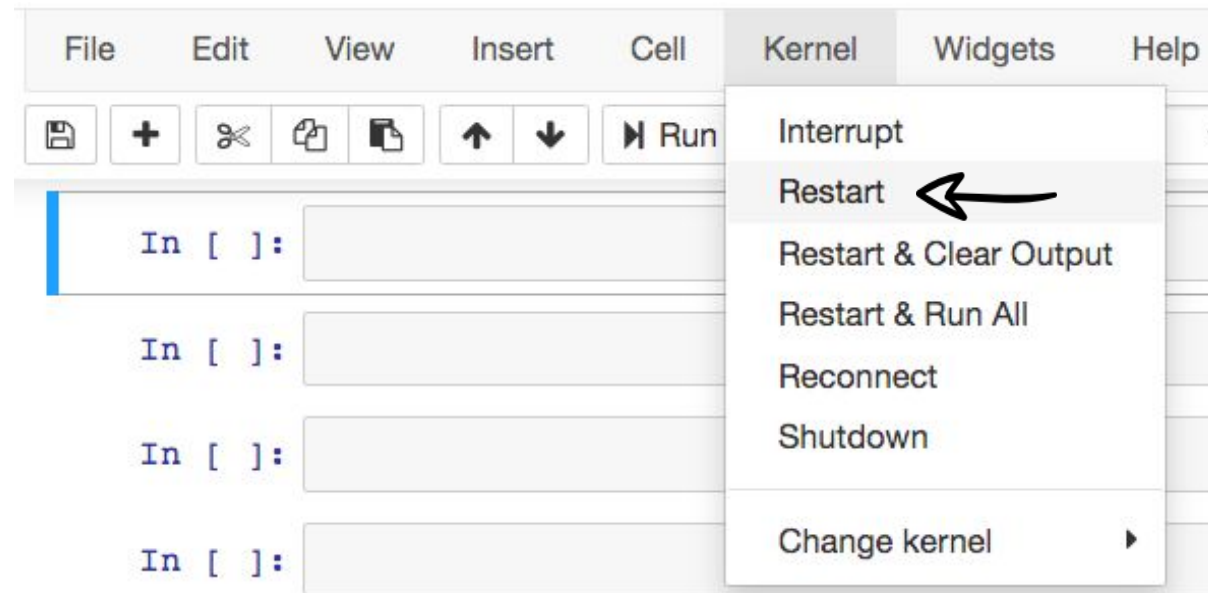 File Edit View Insert Cell Kernel Widgets Help
Run
Interrupt
Restart
Restart & Clear Output
Restart & Run All
Reconnect
Shutdown
Change kernel
In [ ]:
In [ ]:
In [ ]:
In [ ]: